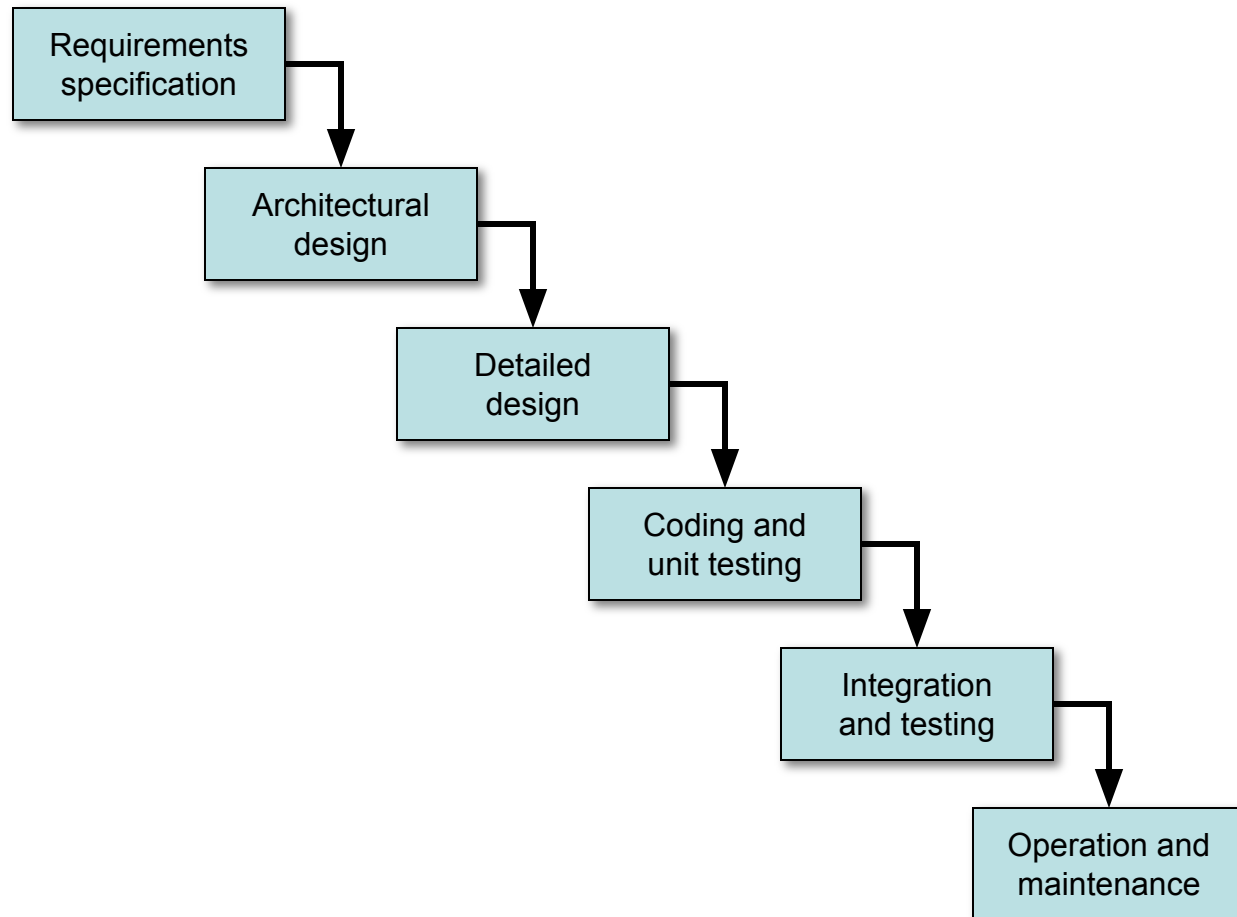 Requirements
specification
Architectural
design
Detailed
design
Coding and
unit testing
Integration
and testing
Operation and
maintenance